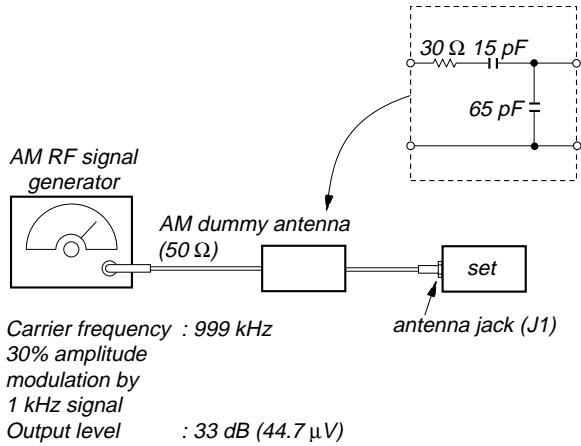 30 Ω 15 pF
65 pF
AM RF signal
generator
AM dummy antenna
(50 Ω)
set
antenna jack (J1)
Carrier frequency : 999 kHz
30% amplitude
modulation by
1 kHz signal
Output level : 33 dB (44.7 µV)